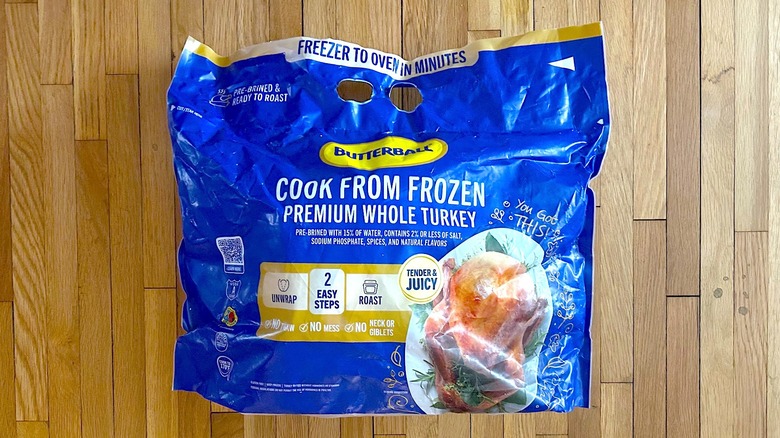 FREEZER TO OVEN IN MINUTES
PRE-BRINED &
READY TO ROAST
BUTTERBALL
COOK FROM FROZEN
PREMIUM WHOLE TURKEY
PRE-BRINED WITH 15% OF WATER, CONTAINS 2% OR LESS OF SALT,
SODIUM PHOSPHATE, SPICES, AND NATURAL FLAVORS
YOU GOT
THIS!
LEARN MORE
UNWRAP
2
EASY
STEPS
ROAST
TENDER &
JUICY
NO THAW
NO MESS
NO NECK OR
GIBLETS